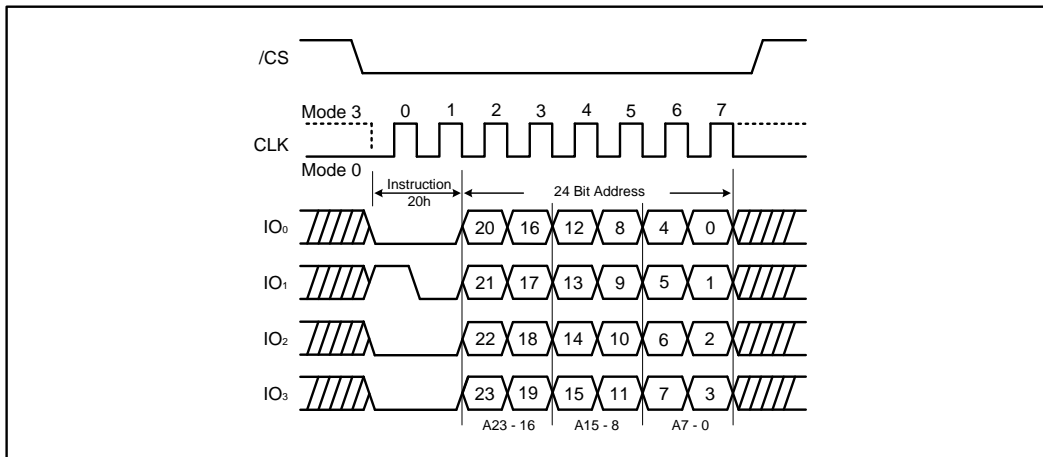 /CS
Mode 3 0 1 2 3 4 5 6 7
CLK
Mode 0
Instruction 24 Bit Address
20h
IO₀ 20 16 12 8 4 0
IO₁ 21 17 13 9 5 1
IO₂ 22 18 14 10 6 2
IO₃ 23 19 15 11 7 3
A23 - 16 A15 - 8 A7 - 0